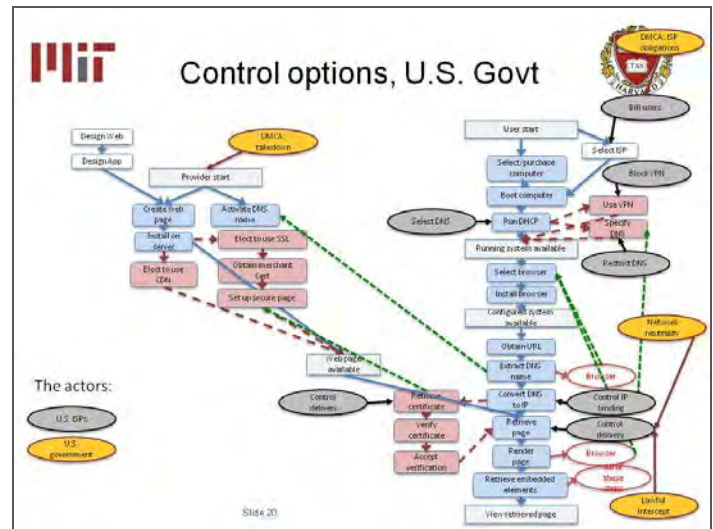 MIT
Control options, U.S. Govt
DMCA: ISP
obligations
Bill users
Design Web
Design App
DMCA:
takedown
Provider start
User start
Select ISP
Select/purchase
computer
Block VPN
Boot computer
Create Web
page
Activate DNS
name
Select DNS
Run DHCP
Use VPN
Specify
DNS
Install on
server
Elect to use SSL
Running system available
Elect to use
CDN
Obtain merchant
Cert
Select browser
Restrict DNS
Set up secure page
Install browser
Configured system
available
Network
neutrality
Obtain URL
Web page
available
Extract DNS
name
Browser
The actors:
Control
delivers
Retrieve
certificate
Convert DNS
to IP
Control IP
binding
U.S. ISPs
Verify
certificate
Retrieve
page
Control
delivery
U.S.
government
Accept
verification
Render
page
Browser
Retrieve embedded
elements
these
steps
Lawful
intercept
Slide 20
View retrieved page